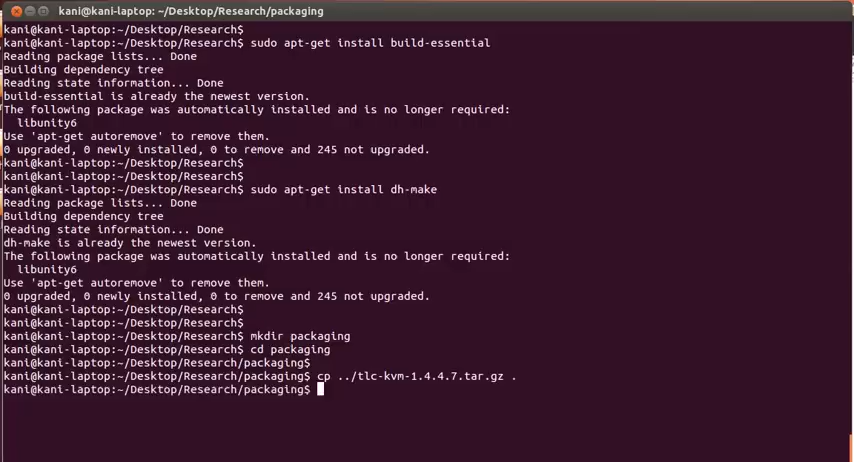 kani@kani-laptop: ~/Desktop/Research/packaging
kani@kani-laptop:~/Desktop/Research$
kani@kani-laptop:~/Desktop/Research$ sudo apt-get install build-essential
Reading package lists... Done
Building dependency tree
Reading state information... Done
build-essential is already the newest version.
The following package was automatically installed and is no longer required:
  libunity6
Use 'apt-get autoremove' to remove them.
0 upgraded, 0 newly installed, 0 to remove and 245 not upgraded.
kani@kani-laptop:~/Desktop/Research$
kani@kani-laptop:~/Desktop/Research$
kani@kani-laptop:~/Desktop/Research$ sudo apt-get install dh-make
Reading package lists... Done
Building dependency tree
Reading state information... Done
dh-make is already the newest version.
The following package was automatically installed and is no longer required:
  libunity6
Use 'apt-get autoremove' to remove them.
0 upgraded, 0 newly installed, 0 to remove and 245 not upgraded.
kani@kani-laptop:~/Desktop/Research$
kani@kani-laptop:~/Desktop/Research$
kani@kani-laptop:~/Desktop/Research$ mkdir packaging
kani@kani-laptop:~/Desktop/Research$ cd packaging
kani@kani-laptop:~/Desktop/Research/packaging$
kani@kani-laptop:~/Desktop/Research/packaging$ cp ../tlc-kvm-1.4.4.7.tar.gz .
kani@kani-laptop:~/Desktop/Research/packaging$